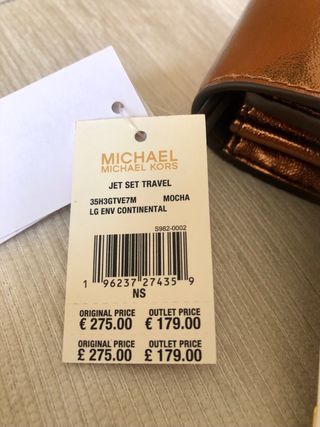 MICHAEL
MICHAEL KORS
JET SET TRAVEL
35H3GTVE7M MOCHA
LG ENV CONTINENTAL
S982-0002
1 96237 27435 9
NS
ORIGINAL PRICE OUTLET PRICE
€ 275.00 € 179.00
ORIGINAL PRICE OUTLET PRICE
£ 275.00 £ 179.00